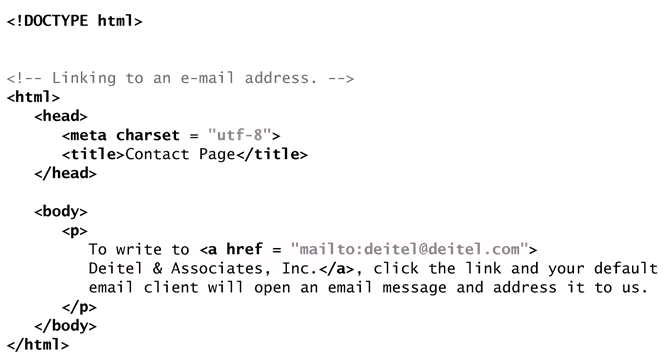 <!DOCTYPE html>
<!-- Linking to an e-mail address. -->
<html>
<head>
<meta charset = "utf-8">
<title>Contact Page</title>
</head>
<body>
<p>
To write to <a href = "mailto:deitel@deitel.com">
Deitel & Associates, Inc.</a>, click the link and your default
email client will open an email message and address it to us.
</p>
</body>
</html>